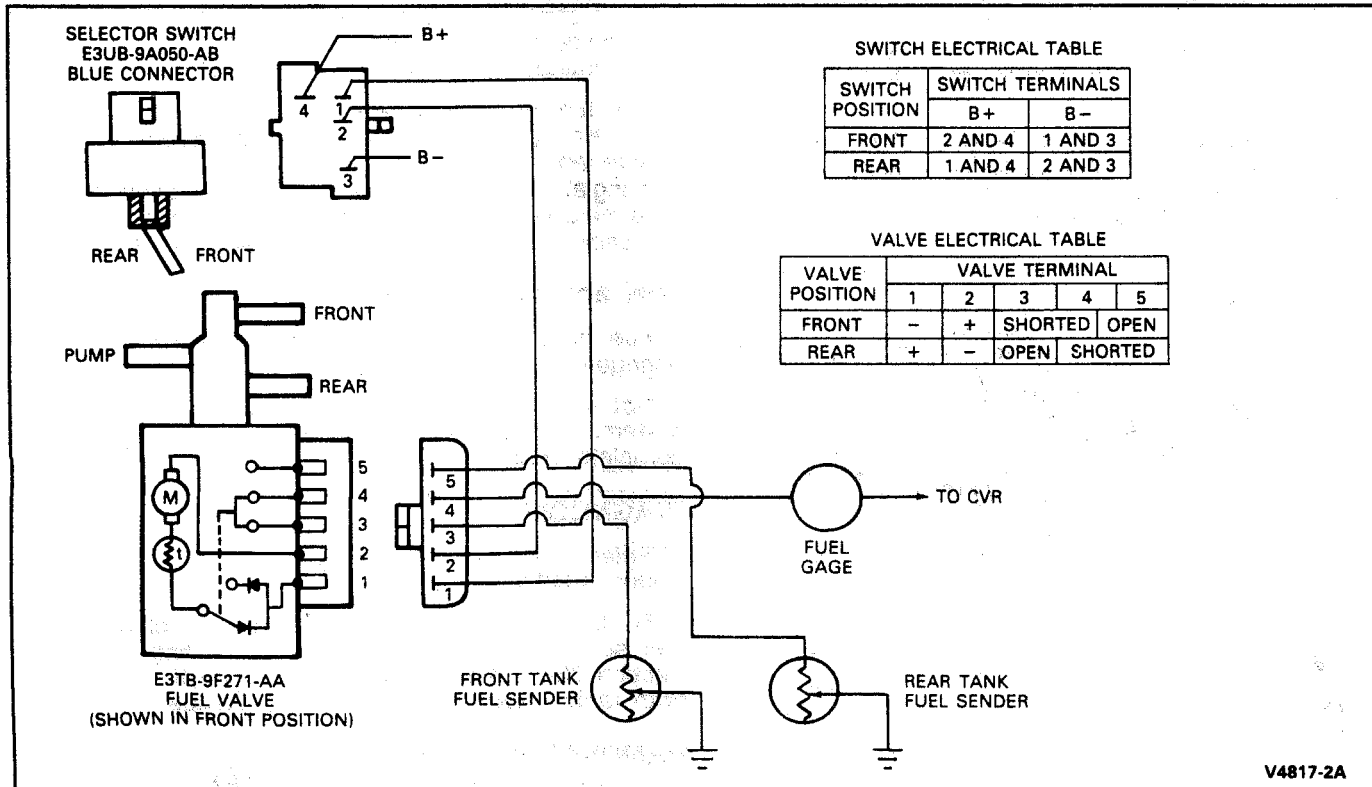 SELECTOR SWITCH
E3UB-9A050-AB
BLUE CONNECTOR
REAR FRONT
B+
4 1
2
3
B-
SWITCH ELECTRICAL TABLE
SWITCH POSITION SWITCH TERMINALS
B+ B-
FRONT 2 AND 4 1 AND 3
REAR 1 AND 4 2 AND 3
VALVE ELECTRICAL TABLE
VALVE POSITION VALVE TERMINAL
1 2 3 4 5
FRONT - + SHORTED OPEN
REAR + - OPEN SHORTED
FRONT
PUMP
REAR
M
t
5
4
3
2
1
5
4
3
2
1
FUEL
GAGE
TO CVR
E3TB-9F271-AA
FUEL VALVE
(SHOWN IN FRONT POSITION)
FRONT TANK
FUEL SENDER
REAR TANK
FUEL SENDER
V4817-2A